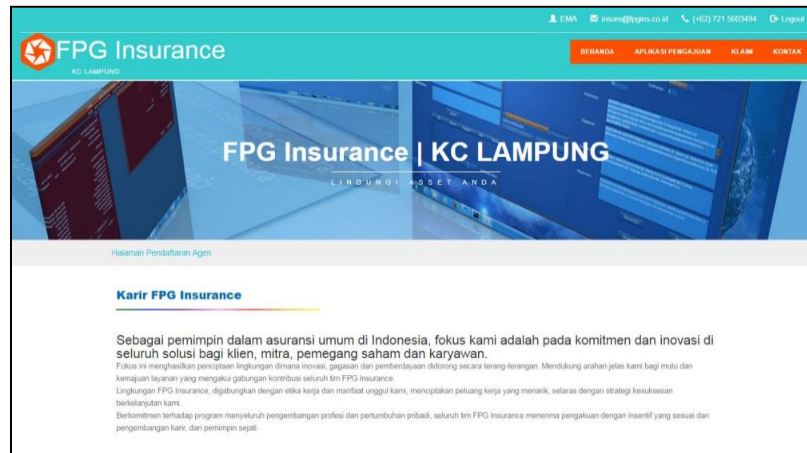 EMA insure@fpgins.co.id (+62) 721 5603494 Logout
FPG Insurance
KC LAMPUNG
BERANDA APLIKASI PENGAJUAN KLAIM KONTAK
FPG Insurance | KC LAMPUNG
LINDUNGI ASSET ANDA
Halaman Pendaftaran Agen
Karir FPG Insurance
Sebagai pemimpin dalam asuransi umum di Indonesia, fokus kami adalah pada komitmen dan inovasi di
seluruh solusi bagi klien, mitra, pemegang saham dan karyawan.
Fokus ini menghasilkan penciptaan lingkungan dimana inovasi, gagasan dan pemberdayaan didorong secara terang-terangan. Mendukung arahan jelas kami bagi mutu dan
kemajuan layanan yang mengakui gabungan kontribusi seluruh tim FPG Insurance.
Lingkungan FPG Insurance, digabungkan dengan etika kerja dan manfaat unggul kami, menciptakan peluang kerja yang menarik, selaras dengan strategi kesuksesan
berkelanjutan kami.
Berkomitmen terhadap program menyeluruh pengembangan profesi dan pertumbuhan pribadi, seluruh tim FPG Insurance menerima pengakuan dengan insentif yang sesuai dan
pengembangan karir, dari pemimpin sejati.